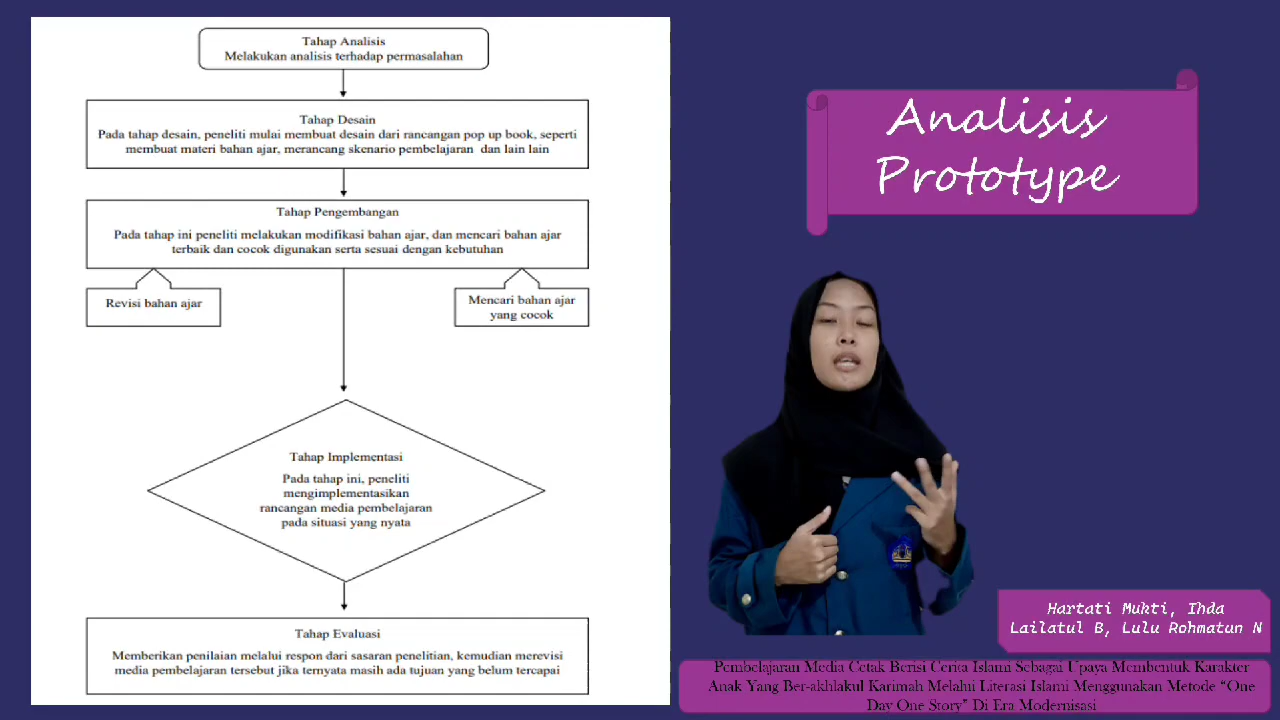 Tahap Analisis
Melakukan analisis terhadap permasalahan
Tahap Desain
Pada tahap desain, peneliti mulai membuat desain dari rancangan pop up book, seperti
membuat materi bahan ajar, merancang skenario pembelajaran dan lain lain
Tahap Pengembangan
Pada tahap ini peneliti melakukan modifikasi bahan ajar, dan mencari bahan ajar
terbaik dan cocok digunakan serta sesuai dengan kebutuhan
Revisi bahan ajar
Mencari bahan ajar
yang cocok
Tahap Implementasi
Pada tahap ini, peneliti
mengimplementasikan
rancangan media pembelajaran
pada situasi yang nyata
Tahap Evaluasi
Memberikan penilaian melalui respon dari sasaran penelitian, kemudian merevisi
media pembelajaran tersebut jika ternyata masih ada tujuan yang belum tercapai
Analisis
Prototype
Hartati Mukti, Ihda
Lailatul B, Lulu Rohmatun N
Pembelajaran Media Cetak Berisi Cerita Islami Sebagai Upaya Membentuk Karakter
Anak Yang Ber-akhlakul Karimah Melalui Literasi Islami Menggunakan Metode “One
Day One Story” Di Era Modernisasi